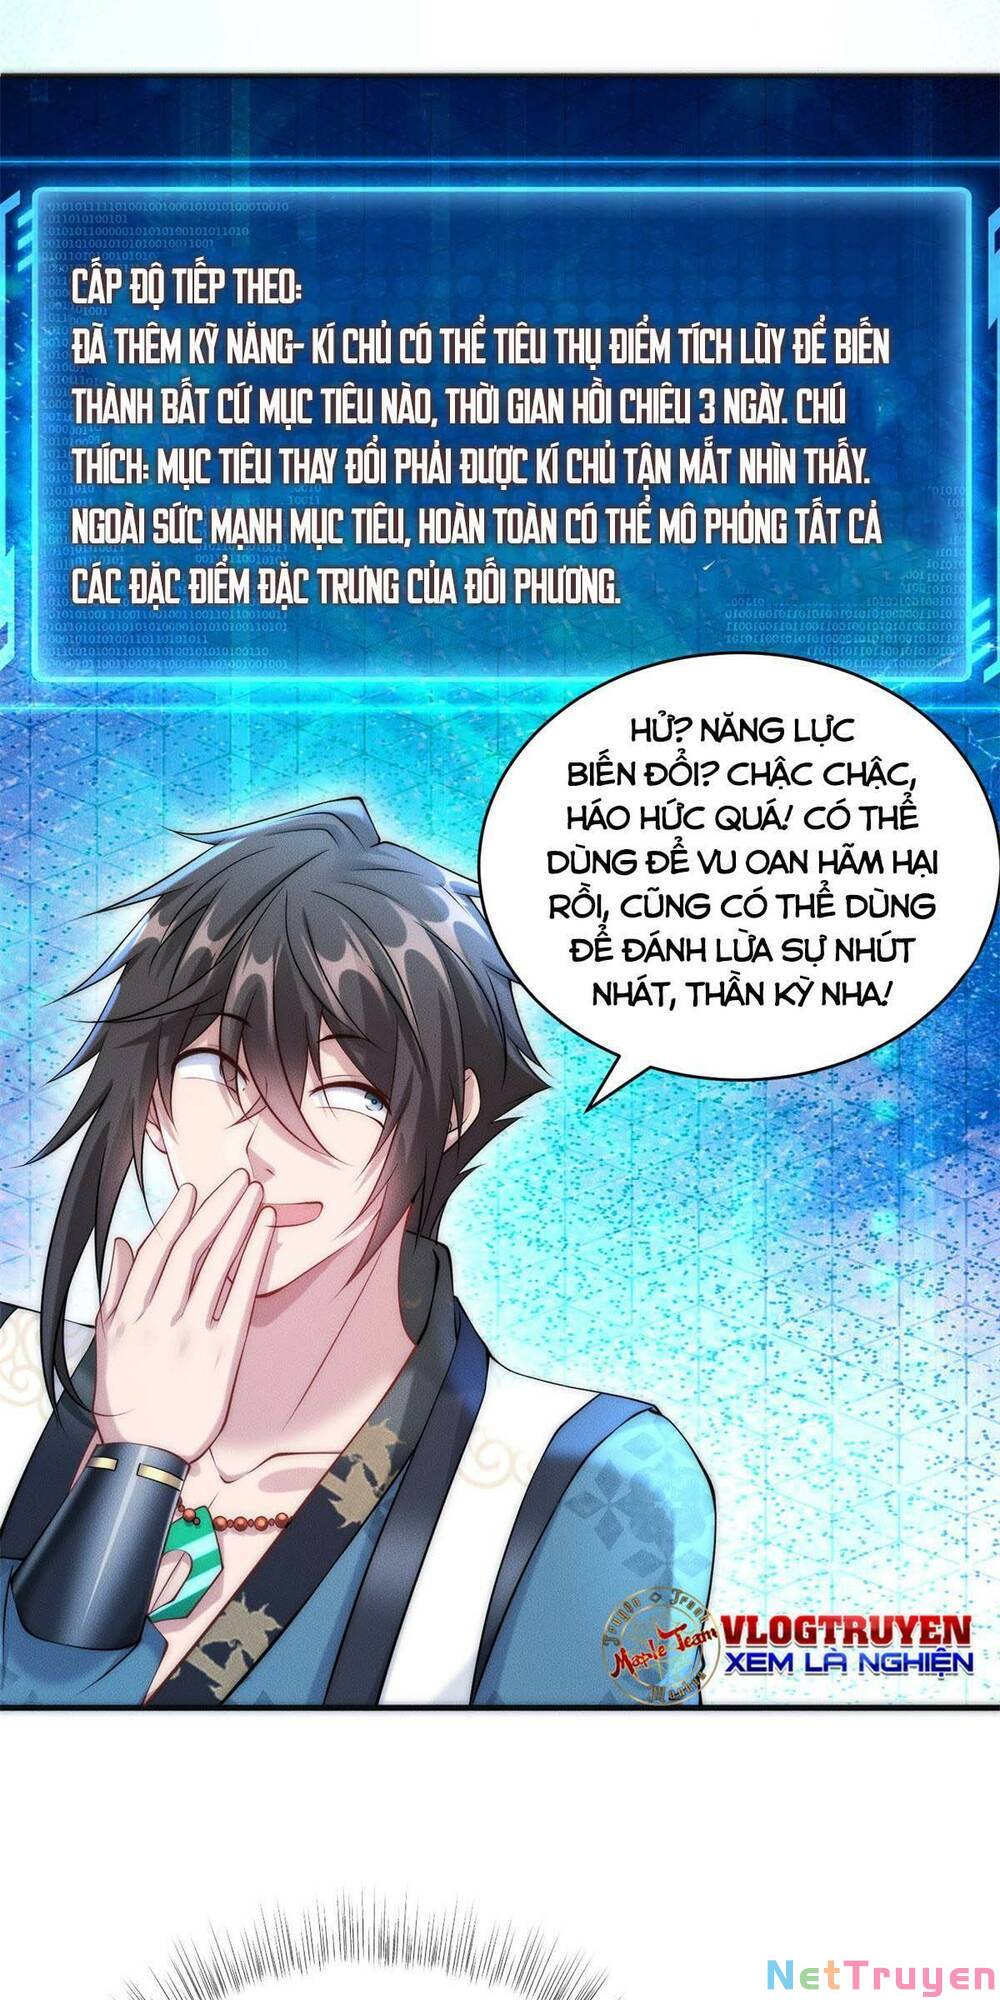 CẤP ĐỘ TIẾP THEO:
ĐÃ THÊM KỸ NĂNG- KÍ CHỦ CÓ THỂ TIÊU THỤ ĐIỂM TÍCH LŨY ĐỂ BIẾN
THÀNH BẤT CỨ MỤC TIÊU NÀO, THỜI GIAN HỒI CHIÊU 3 NGÀY. CHÚ
THÍCH: MỤC TIÊU THAY ĐỔI PHẢI ĐƯỢC KÍ CHỦ TẬN MẮT NHÌN THẤY.
NGOÀI SỨC MẠNH MỤC TIÊU, HOÀN TOÀN CÓ THỂ MÔ PHỎNG TẤT CẢ
CÁC ĐẶC ĐIỂM ĐẶC TRƯNG CỦA ĐỐI PHƯƠNG.
HỬ? NĂNG LỰC
BIẾN ĐỔI? CHẬC CHẬC,
HÁO HỨC QUÁ! CÓ THỂ
DÙNG ĐỂ VU OAN HÃM HẠI
RỒI, CŨNG CÓ THỂ DÙNG
ĐỂ ĐÁNH LỪA SỰ NHÚT
NHÁT, THẦN KỲ NHA!
Truyện Tranh
Maple Team
VLOGTRUYEN
XEM LÀ NGHIỆN
NetTruyen